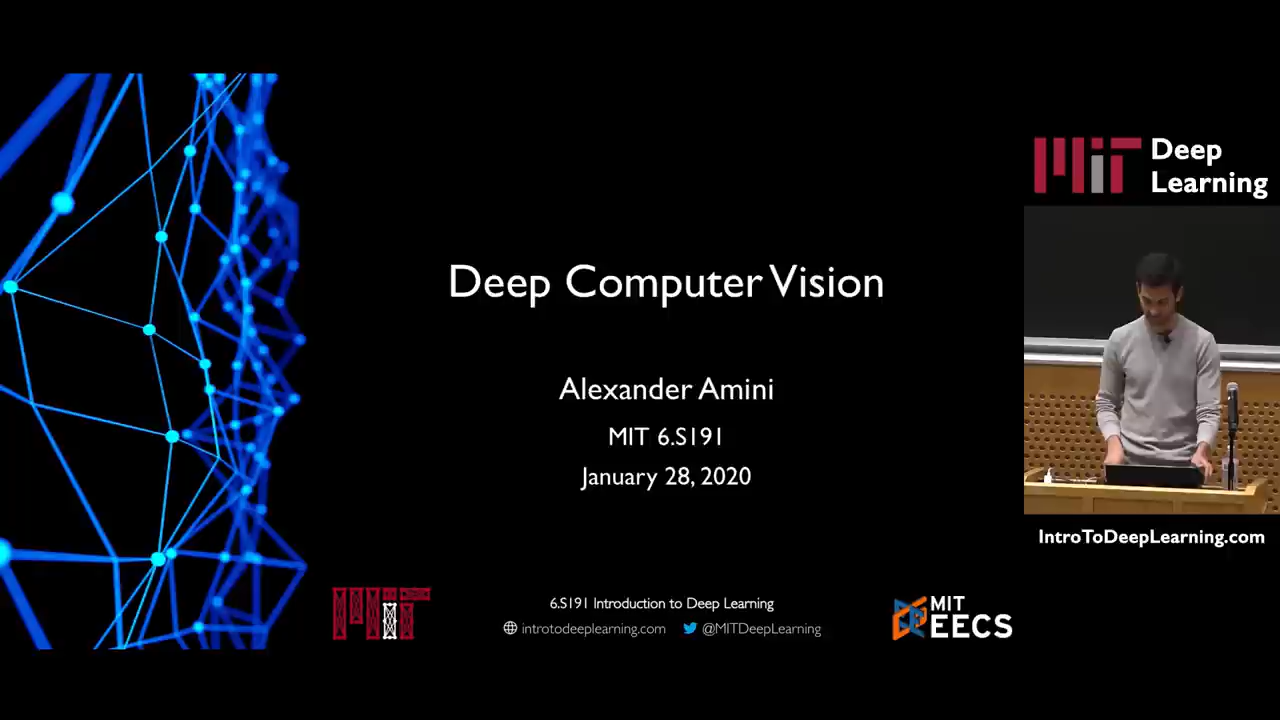 Deep Computer Vision
Alexander Amini
MIT 6.S191
January 28, 2020
6.S191 Introduction to Deep Learning
introtodeeplearning.com
@MITDeepLearning
MIT
MIT
EECS
MIT
Deep
Learning
IntroToDeepLearning.com